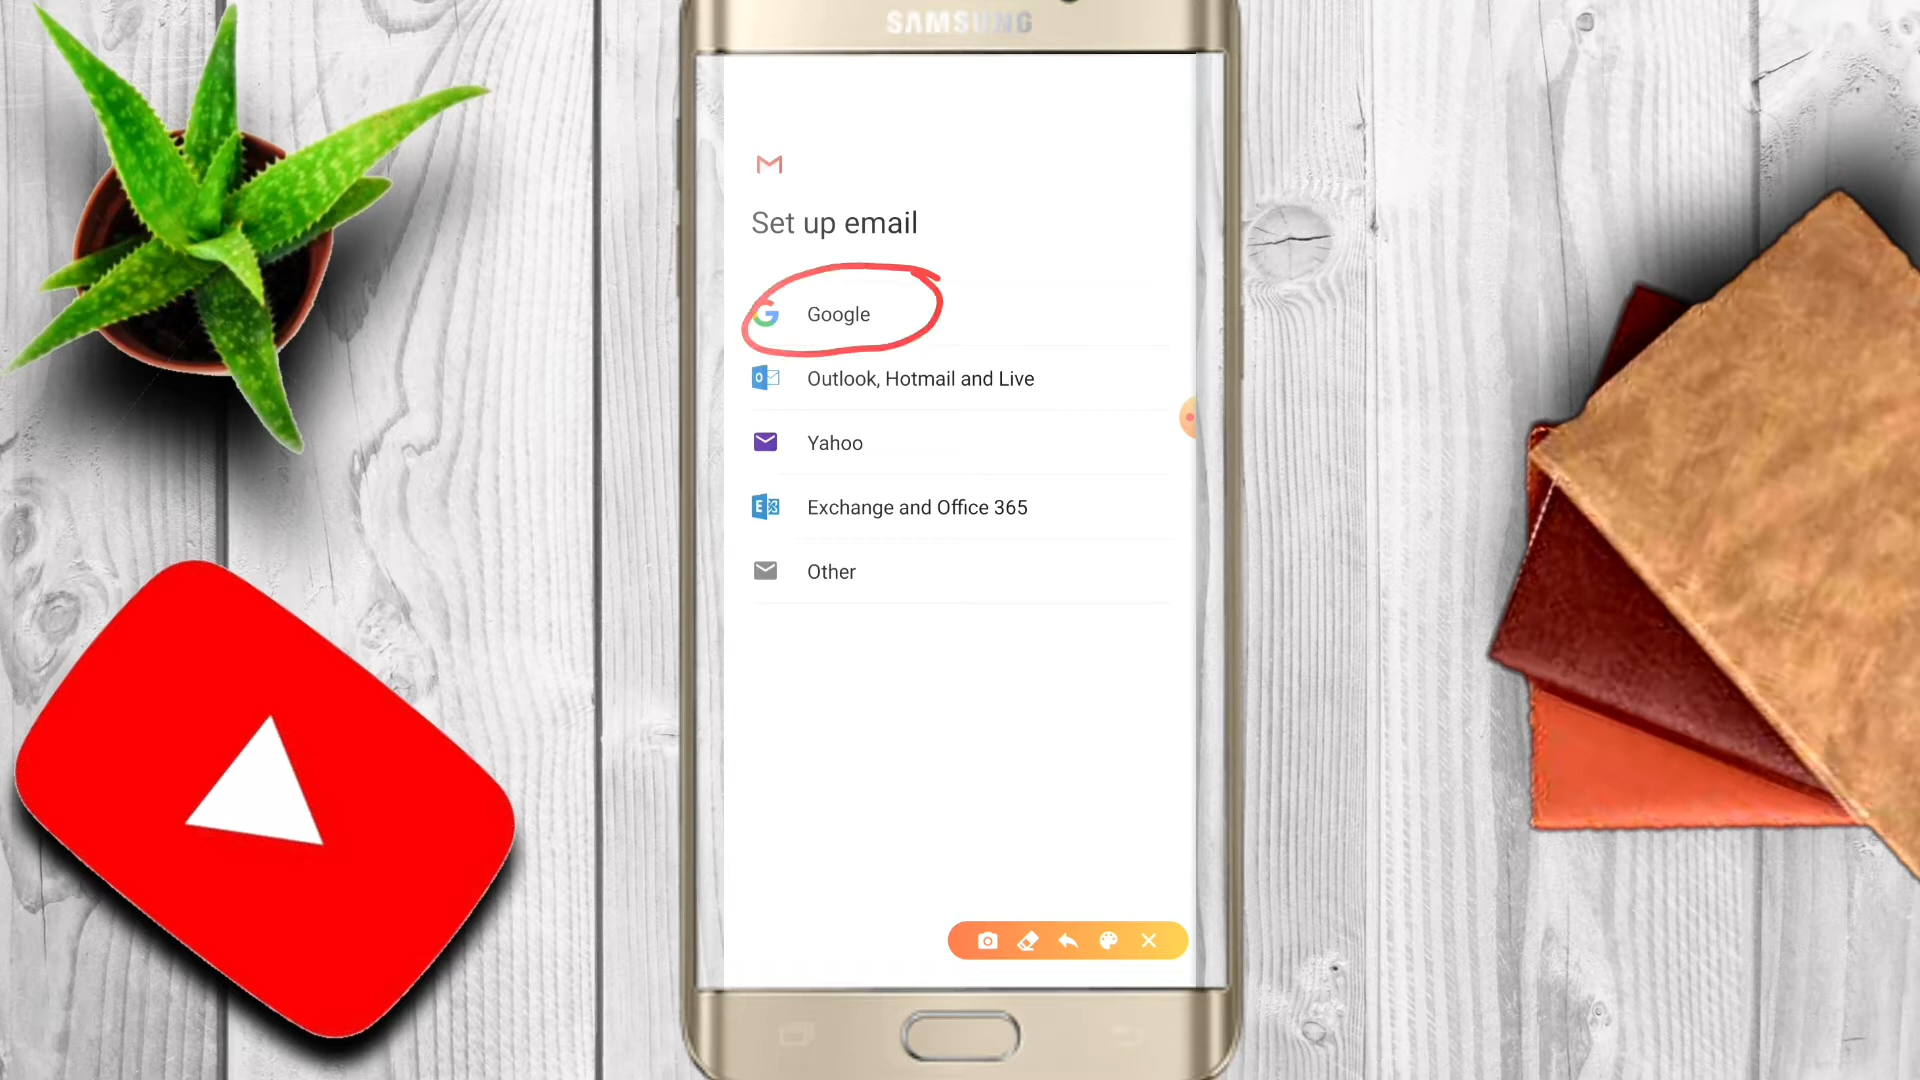 SAMSUNG
Set up email
Google
Outlook, Hotmail and Live
Yahoo
Exchange and Office 365
Other